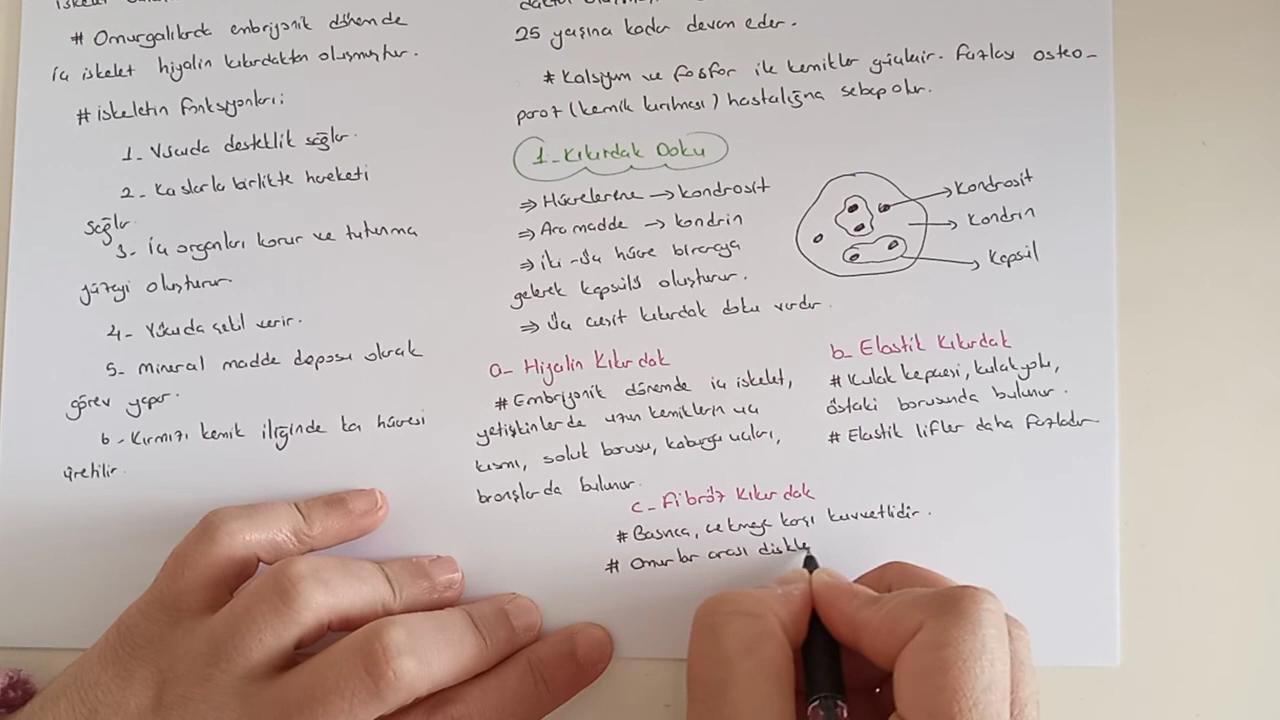 # Omurgalılarda embriyonik dönemde
iç iskelet hiyalin kıkırdaktan oluşmuştur.
# İskeletin fonksiyonları;
1- Vücuda desteklik sağlar.
2- Kaslarla birlikte hareketi
sağlar.
3- İç organları korur ve tutunma
yüzeyi oluşturur.
4- Vücuda şekil verir.
5- Mineral madde deposu olarak
görev yapar.
6- Kırmızı kemik iliğinde kan hücresi
üretilir.
25 yaşına kadar devam eder.
* Kalsiyum ve fosfor ile kemikler güçlenir. Fazlası osteo-
poroz (kemik kırılması) hastalığına sebep olur.
1- Kıkırdak Doku
⇒ Hücrelerine → kondrosit
⇒ Ara madde → kondrin
⇒ iki-üç hücre biraraya
gelerek kapsülü oluşturur.
⇒ Üç çeşit kıkırdak doku vardır.
Kondrosit
Kondrin
Kapsül
a- Hiyalin Kıkırdak
# Embriyonik dönemde iç iskelet,
yetişkinlerde uzun kemiklerin uç
kısmı, soluk borusu, kaburga uçları,
bronşlarda bulunur.
b- Elastik Kıkırdak
# Kulak kepçesi, kulak yolu,
östaki borusunda bulunur.
# Elastik lifler daha fazladır
c- Fibröz Kıkırdak
# Basınca, çekmeye karşı kuvvetlidir.
# Omurlar arası diskle